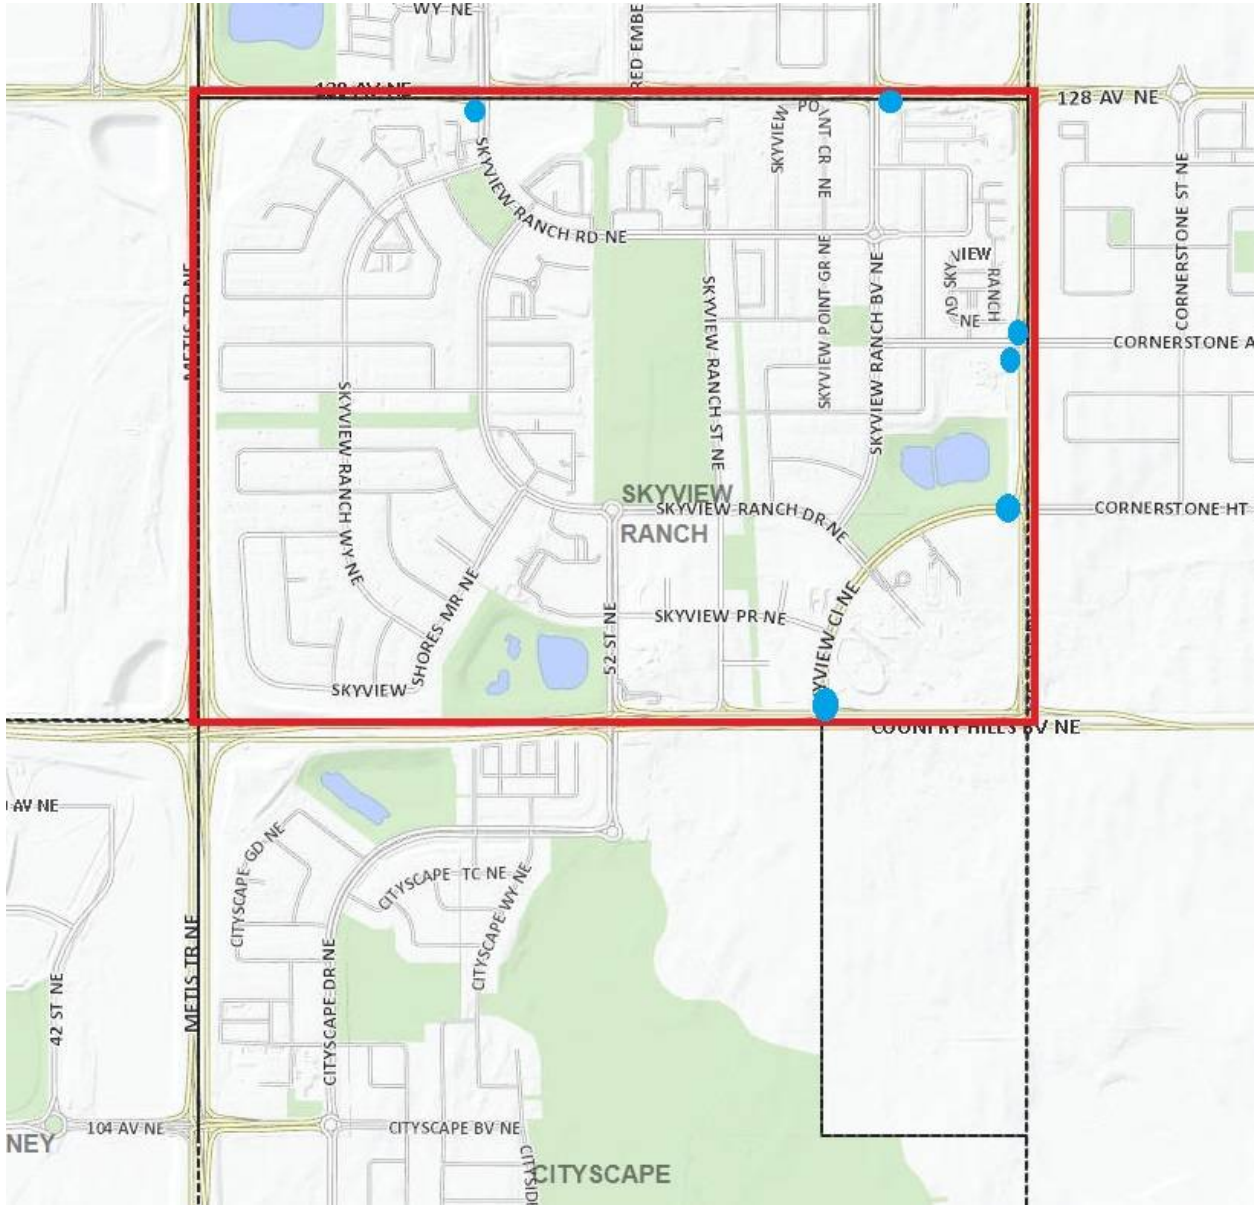 WY NE
RED EMBE
128 AV NE
128 AV NE
SKYVIEW
PO
INT CR NE
SKYVIEW RANCH RD NE
CORNERSTONE ST NE
METIS TR NE
SKYVIEW POINT GR NE
SKYVIEW RANCH BV NE
SKYVIEW
RANCH
GV
NE
CORNERSTONE A
SKYVIEW RANCH ST NE
SKYVIEW RANCH WY NE
SKYVIEW
RANCH
SKYVIEW RANCH DR NE
CORNERSTONE HT
SHORES MR NE
SKYVIEW
52 ST NE
SKYVIEW PR NE
YVIEW CI NE
COUNTRY HILLS BV NE
AV NE
CITYSCAPE GD NE
CITYSCAPE TC NE
CITYSCAPE WY NE
METIS TR NE
CITYSCAPE DR NE
42 ST NE
104 AV NE
CITYSCAPE BV NE
NEY
CITYSCAPE
CITYSID